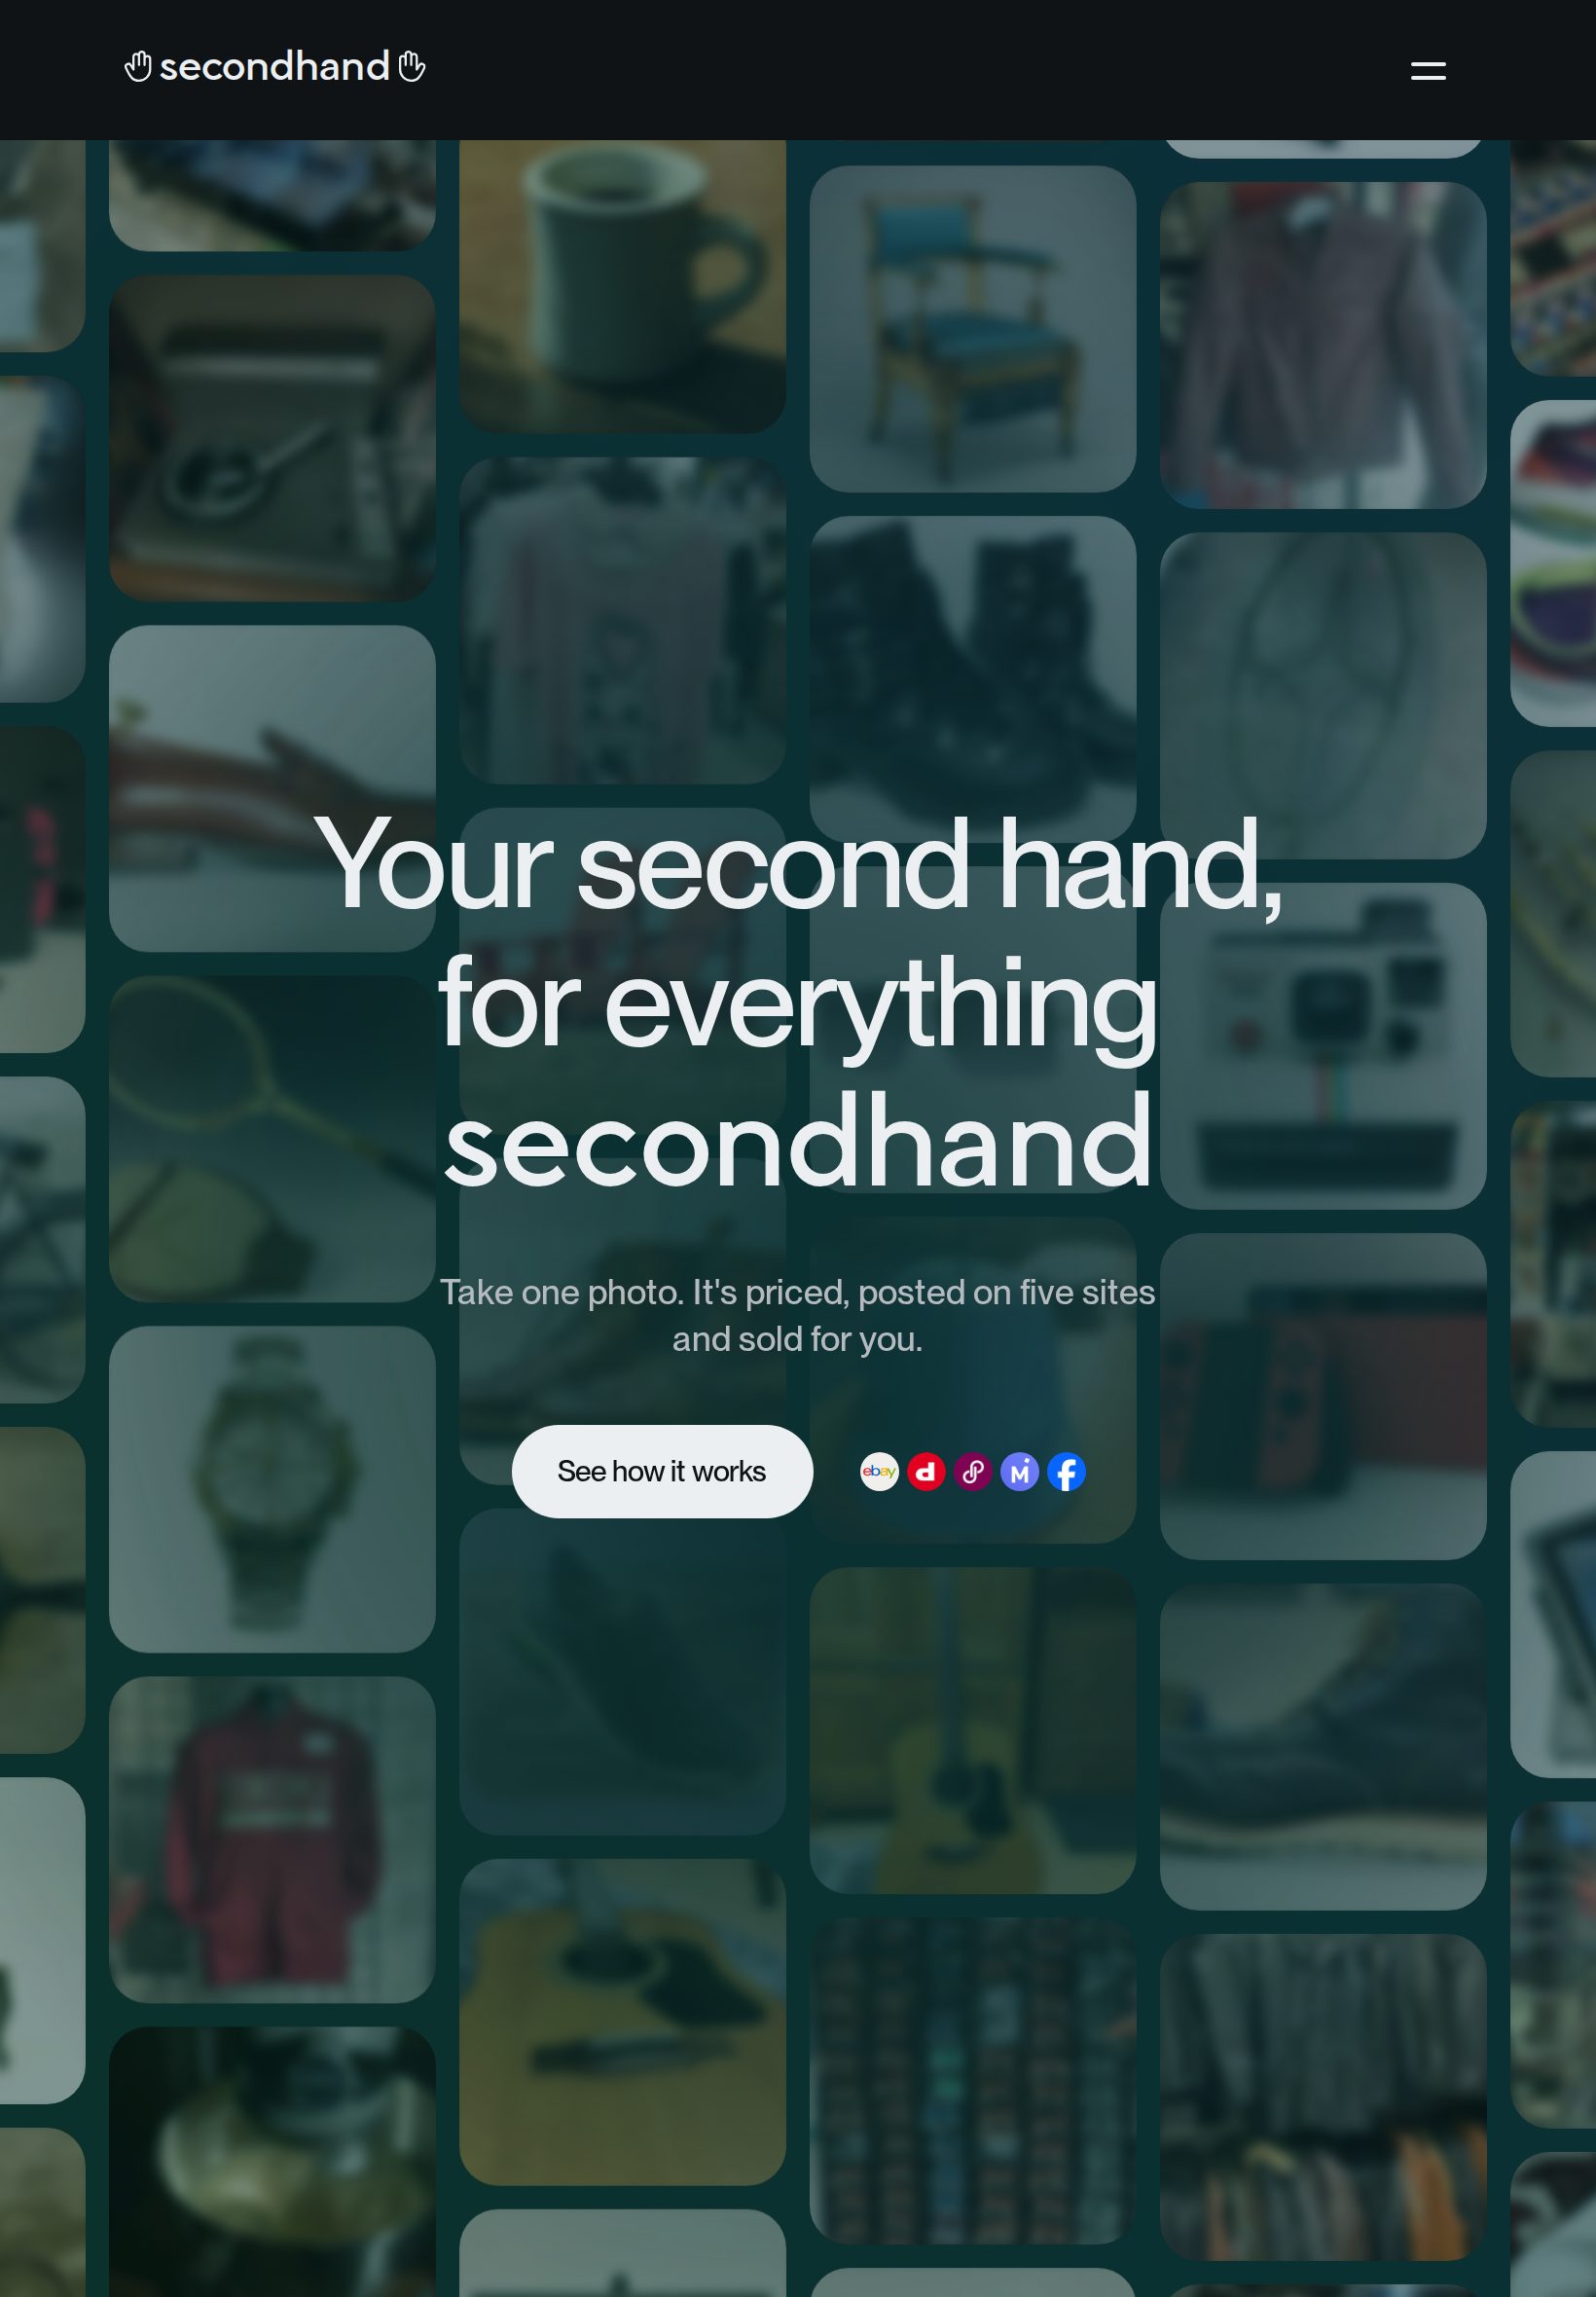 secondhand
Your second hand,
for everything
secondhand
Take one photo. It's priced, posted on five sites
and sold for you.
See how it works
ebay